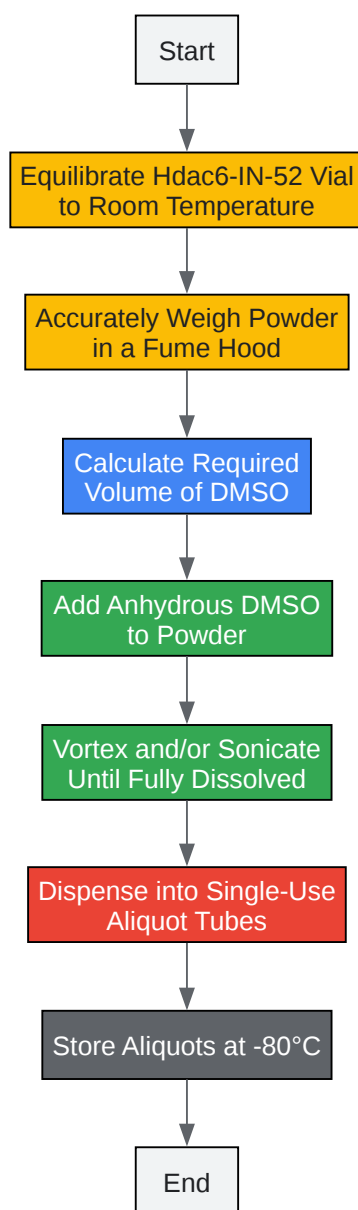 Start
Equilibrate Hdac6-IN-52 Vial
to Room Temperature
Accurately Weigh Powder
in a Fume Hood
Calculate Required
Volume of DMSO
Add Anhydrous DMSO
to Powder
Vortex and/or Sonicate
Until Fully Dissolved
Dispense into Single-Use
Aliquot Tubes
Store Aliquots at -80°C
End